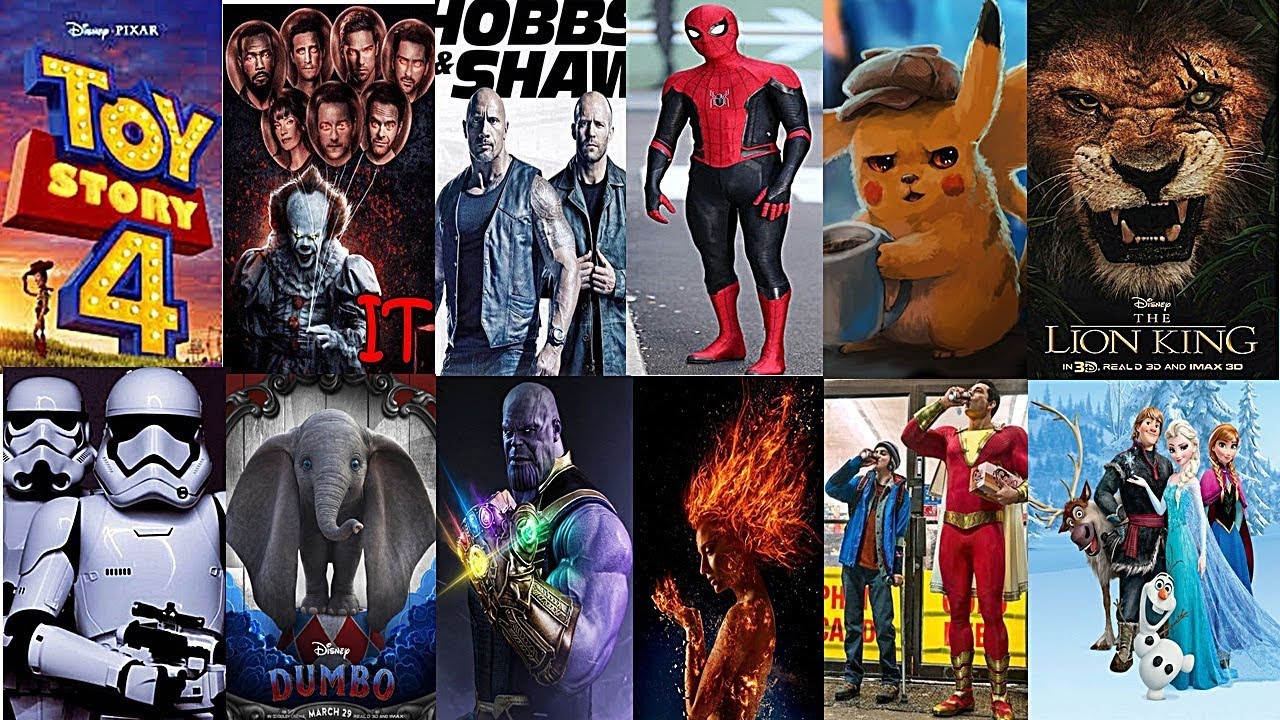 Disney · PIXAR
TOY
STORY
4
IT
HOBBS
& SHAW
Disney
THE
LION KING
IN 3D, REAL D 3D AND IMAX 3D
Disney
DUMBO
MARCH 29